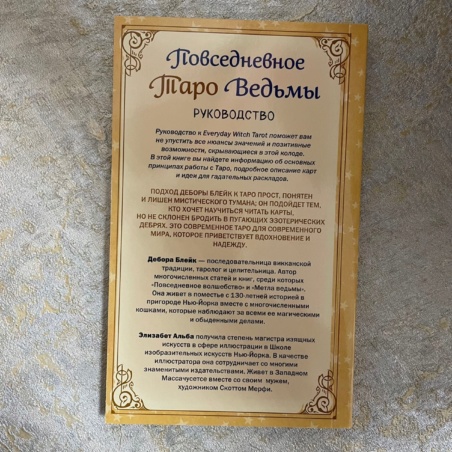 Повседневное
Таро Ведьмы
РУКОВОДСТВО
Руководство к Everyday Witch Tarot поможет вам
не упустить все нюансы значений и позитивные
возможности, скрывающиеся в этой колоде.
В этой книге вы найдете информацию об основных
принципах работы с Таро, подробное описание карт
и идеи для гадательных раскладов.
ПОДХОД ДЕБОРЫ БЛЕЙК К ТАРО ПРОСТ, ПОНЯТЕН
И ЛИШЕН МИСТИЧЕСКОГО ТУМАНА; ОН ПОДОЙДЕТ ТЕМ,
КТО ХОЧЕТ НАУЧИТЬСЯ ЧИТАТЬ КАРТЫ,
НО НЕ СКЛОНЕН БРОДИТЬ В ПУГАЮЩИХ ЭЗОТЕРИЧЕСКИХ
ДЕБРЯХ. ЭТО СОВРЕМЕННОЕ ТАРО ДЛЯ СОВРЕМЕННОГО
МИРА, КОТОРОЕ ПРИВЕТСТВУЕТ ВДОХНОВЕНИЕ И
НАДЕЖДУ.
Дебора Блейк — последовательница викканской
традиции, таролог и целительница. Автор
многочисленных статей и книг, среди которых
«Повседневное волшебство» и «Метла ведьмы».
Она живет в поместье с 130-летней историей в
пригороде Нью-Йорка вместе с многочисленными
кошками, которые наблюдают за всеми ее магическими
и обыденными делами.
Элизабет Альба получила степень магистра изящных
искусств в сфере иллюстрации в Школе
изобразительных искусств Нью-Йорка. В качестве
иллюстратора она сотрудничает со многими
знаменитыми издательствами. Живет в Западном
Массачусетсе вместе со своим мужем,
художником Скоттом Мерфи.